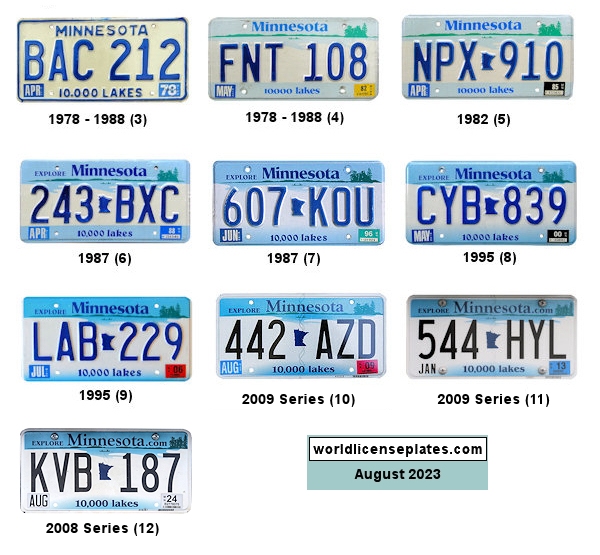 MINNESOTA
BAC 212
APR 10,000 LAKES 78
1978 - 1988 (3)
Minnesota
FNT 108
MAY 10000 lakes 82
1978 - 1988 (4)
Minnesota
NPX 910
APR 10000 lakes 85
1982 (5)
EXPLORE Minnesota
243 BXC
APR 10,000 lakes 88
1987 (6)
EXPLORE Minnesota
607 KOU
JUN 10,000 lakes 96
1987 (7)
EXPLORE Minnesota
CYB 839
MAY 10,000 lakes 00
1995 (8)
EXPLORE Minnesota
LAB 229
JUL 10,000 lakes 06
1995 (9)
EXPLORE Minnesota
442 AZD
AUG 10,000 lakes 09
2009 Series (10)
EXPLORE Minnesota.com
544 HYL
JAN 10,000 lakes 13
2009 Series (11)
EXPLORE Minnesota.com
KVB 187
AUG 10,000 lakes 24
2008 Series (12)
worldlicenseplates.com
August 2023